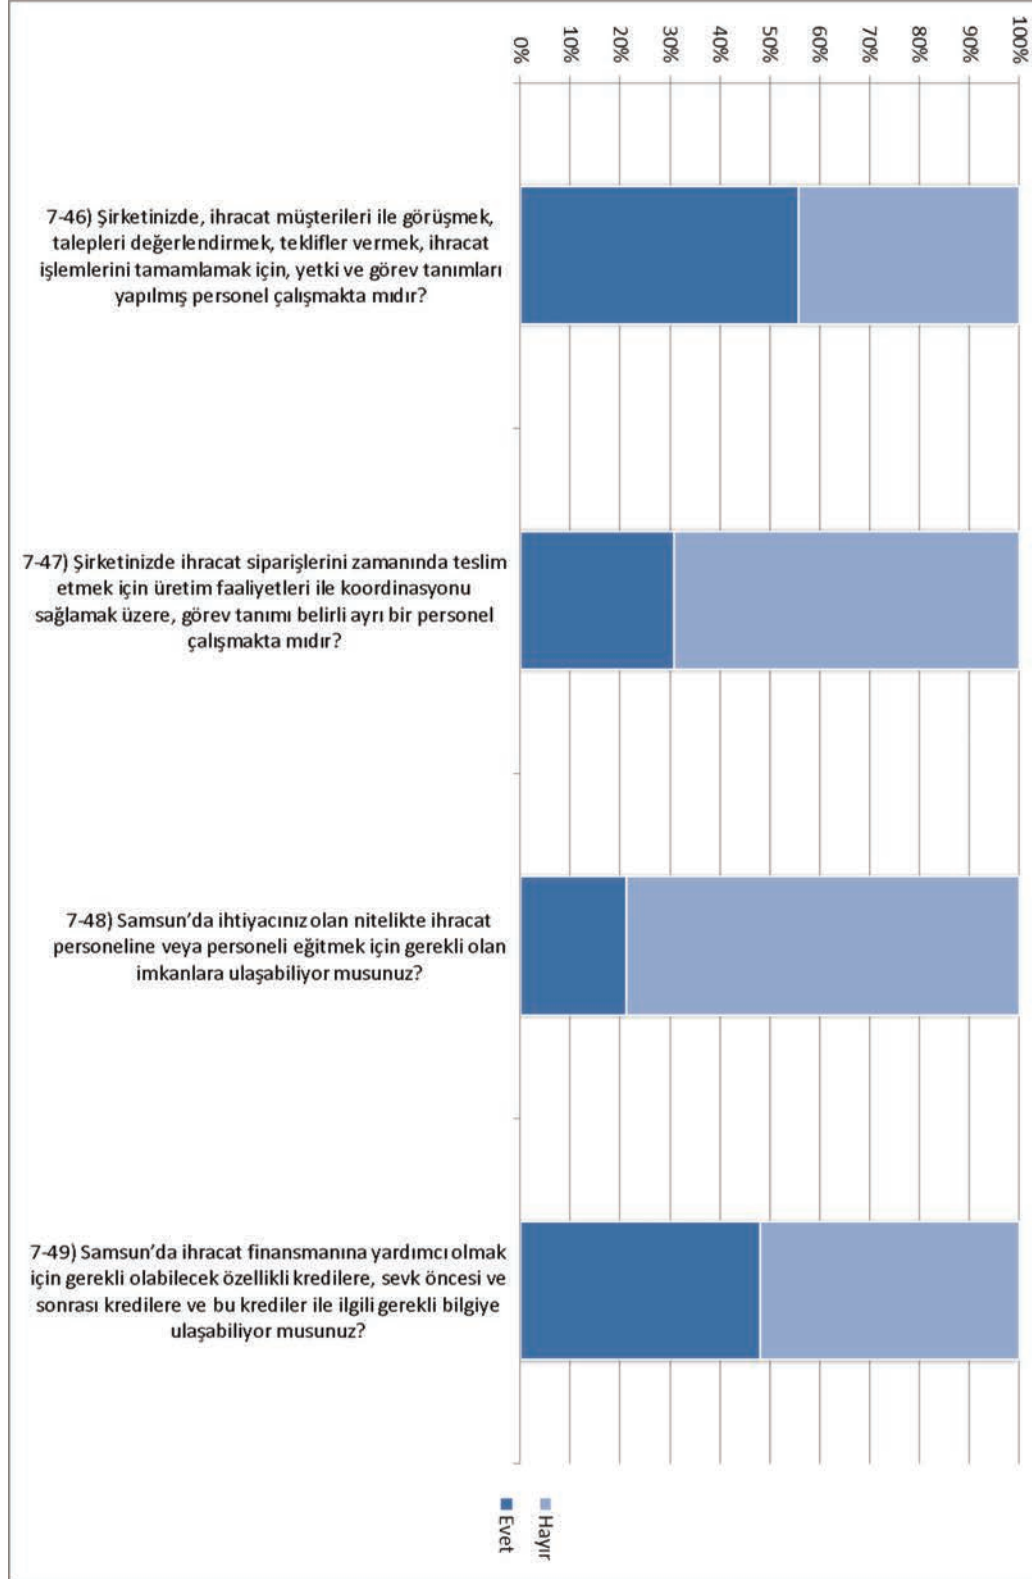 100%
90%
80%
70%
60%
50%
40%
30%
20%
10%
0%
7-46) Şirketinizde, ihracat müşterileri ile görüşmek,
talepleri değerlendirmek, teklifler vermek, ihracat
işlemlerini tamamlamak için, yetki ve görev tanımları
yapılmış personel çalışmakta mıdır?
7-47) Şirketinizde ihracat siparişlerini zamanında teslim
etmek için üretim faaliyetleri ile koordinasyonu
sağlamak üzere, görev tanımı belirli ayrı bir personel
çalışmakta mıdır?
7-48) Samsun’da ihtiyacınız olan nitelikte ihracat
personeline veya personeli eğitmek için gerekli olan
imkanlara ulaşabiliyor musunuz?
7-49) Samsun’da ihracat finansmanına yardımcı olmak
için gerekli olabilecek özellikli kredilere, sevk öncesi ve
sonrası kredilere ve bu krediler ile ilgili gerekli bilgiye
ulaşabiliyor musunuz?
Hayır
Evet